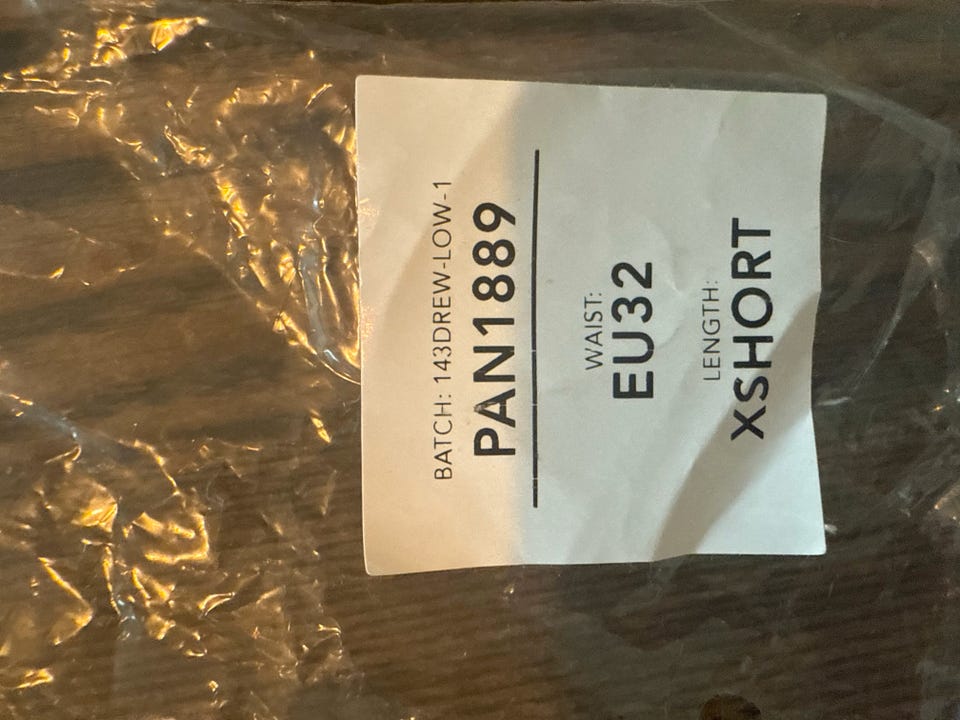 BATCH: 143DREW-LOW-1
PAN1889
WAIST:
EU32
LENGTH:
XSHORT